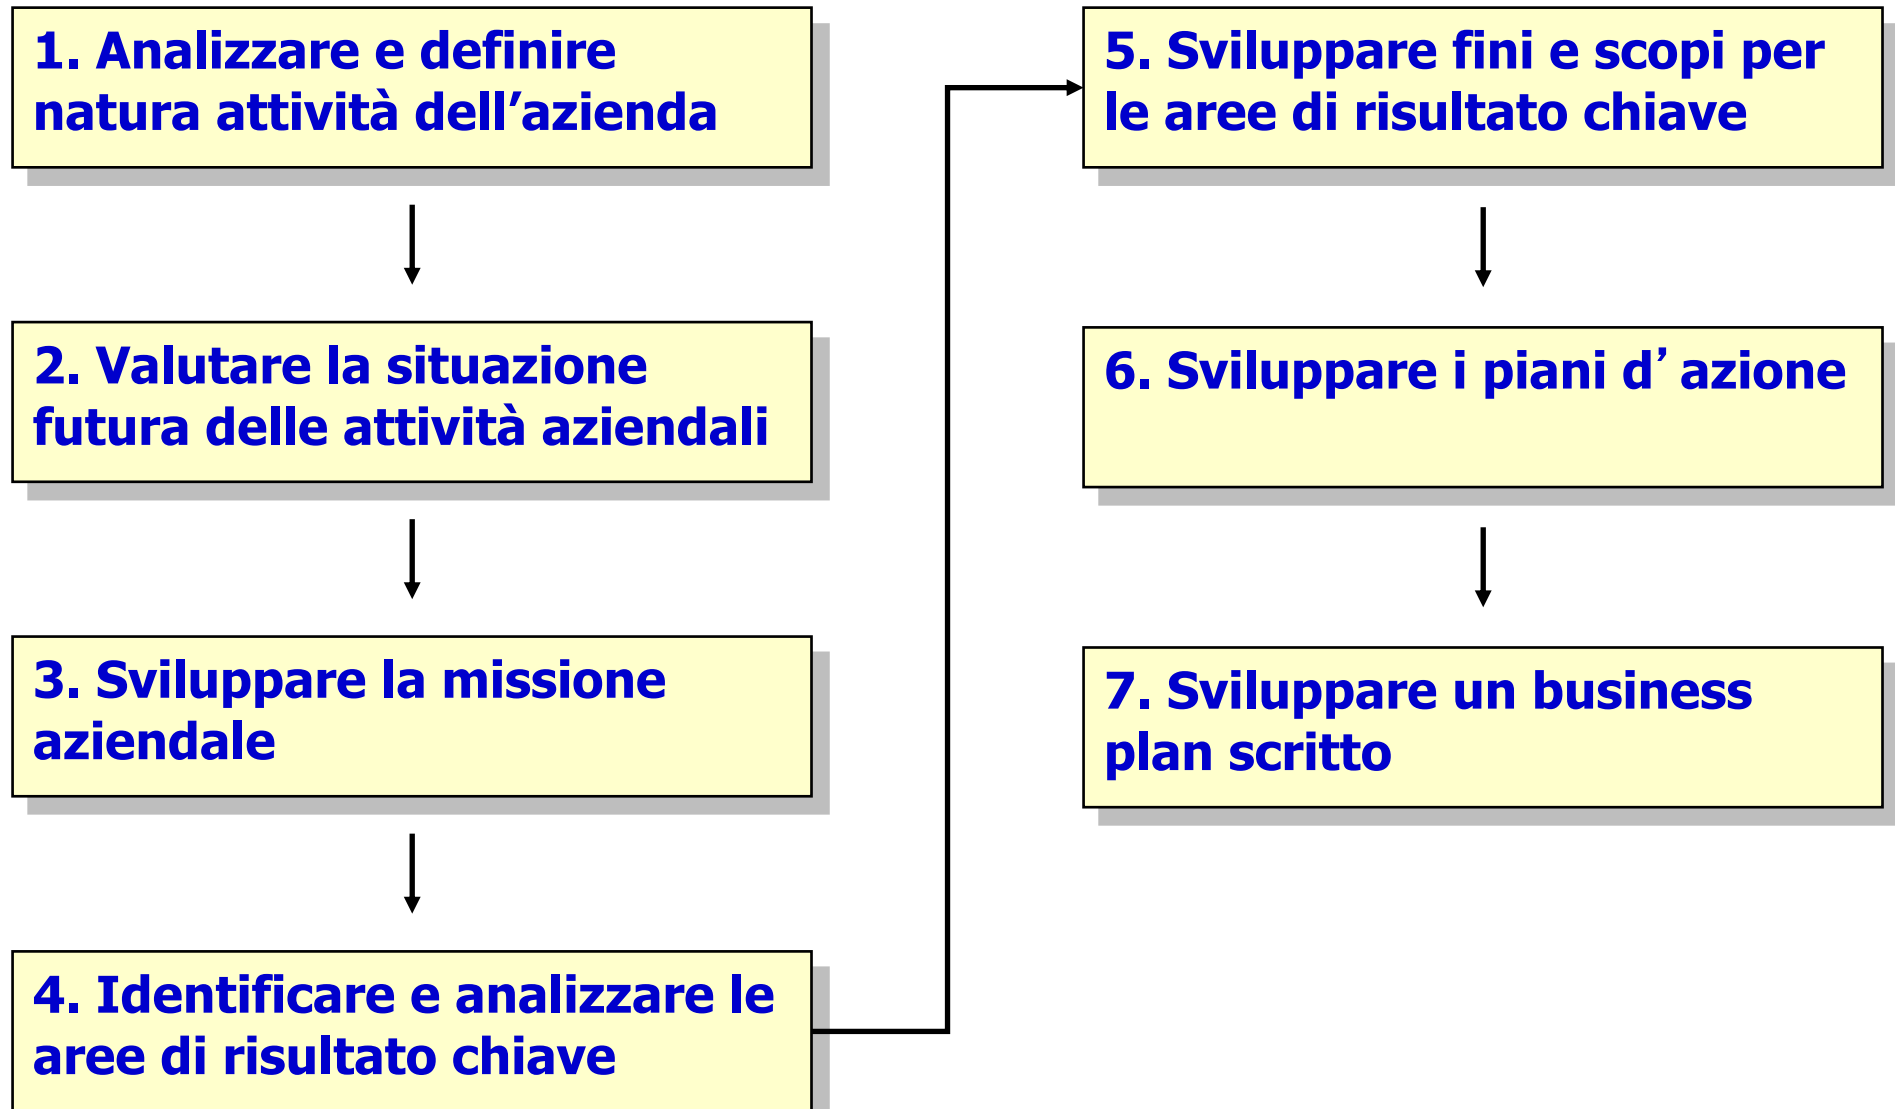 1. Analizzare e definire
natura attività dell’azienda
2. Valutare la situazione
futura delle attività aziendali
3. Sviluppare la missione
aziendale
4. Identificare e analizzare le
aree di risultato chiave
5. Sviluppare fini e scopi per
le aree di risultato chiave
6. Sviluppare i piani d’ azione
7. Sviluppare un business
plan scritto